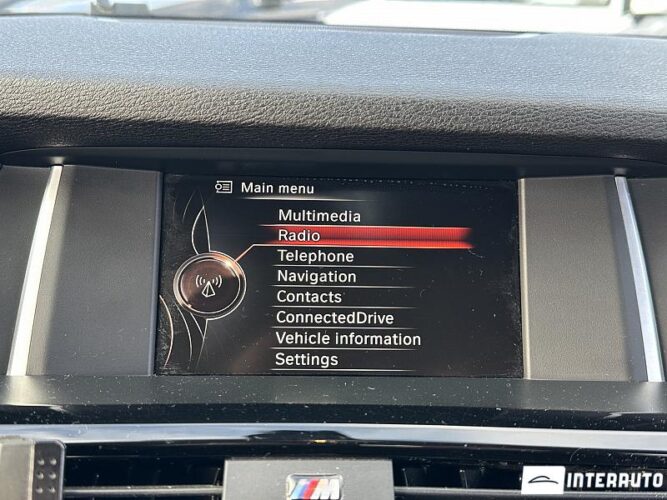 Main menu
Multimedia
Radio
Telephone
Navigation
Contacts
ConnectedDrive
Vehicle information
Settings
M
INTERAUTO